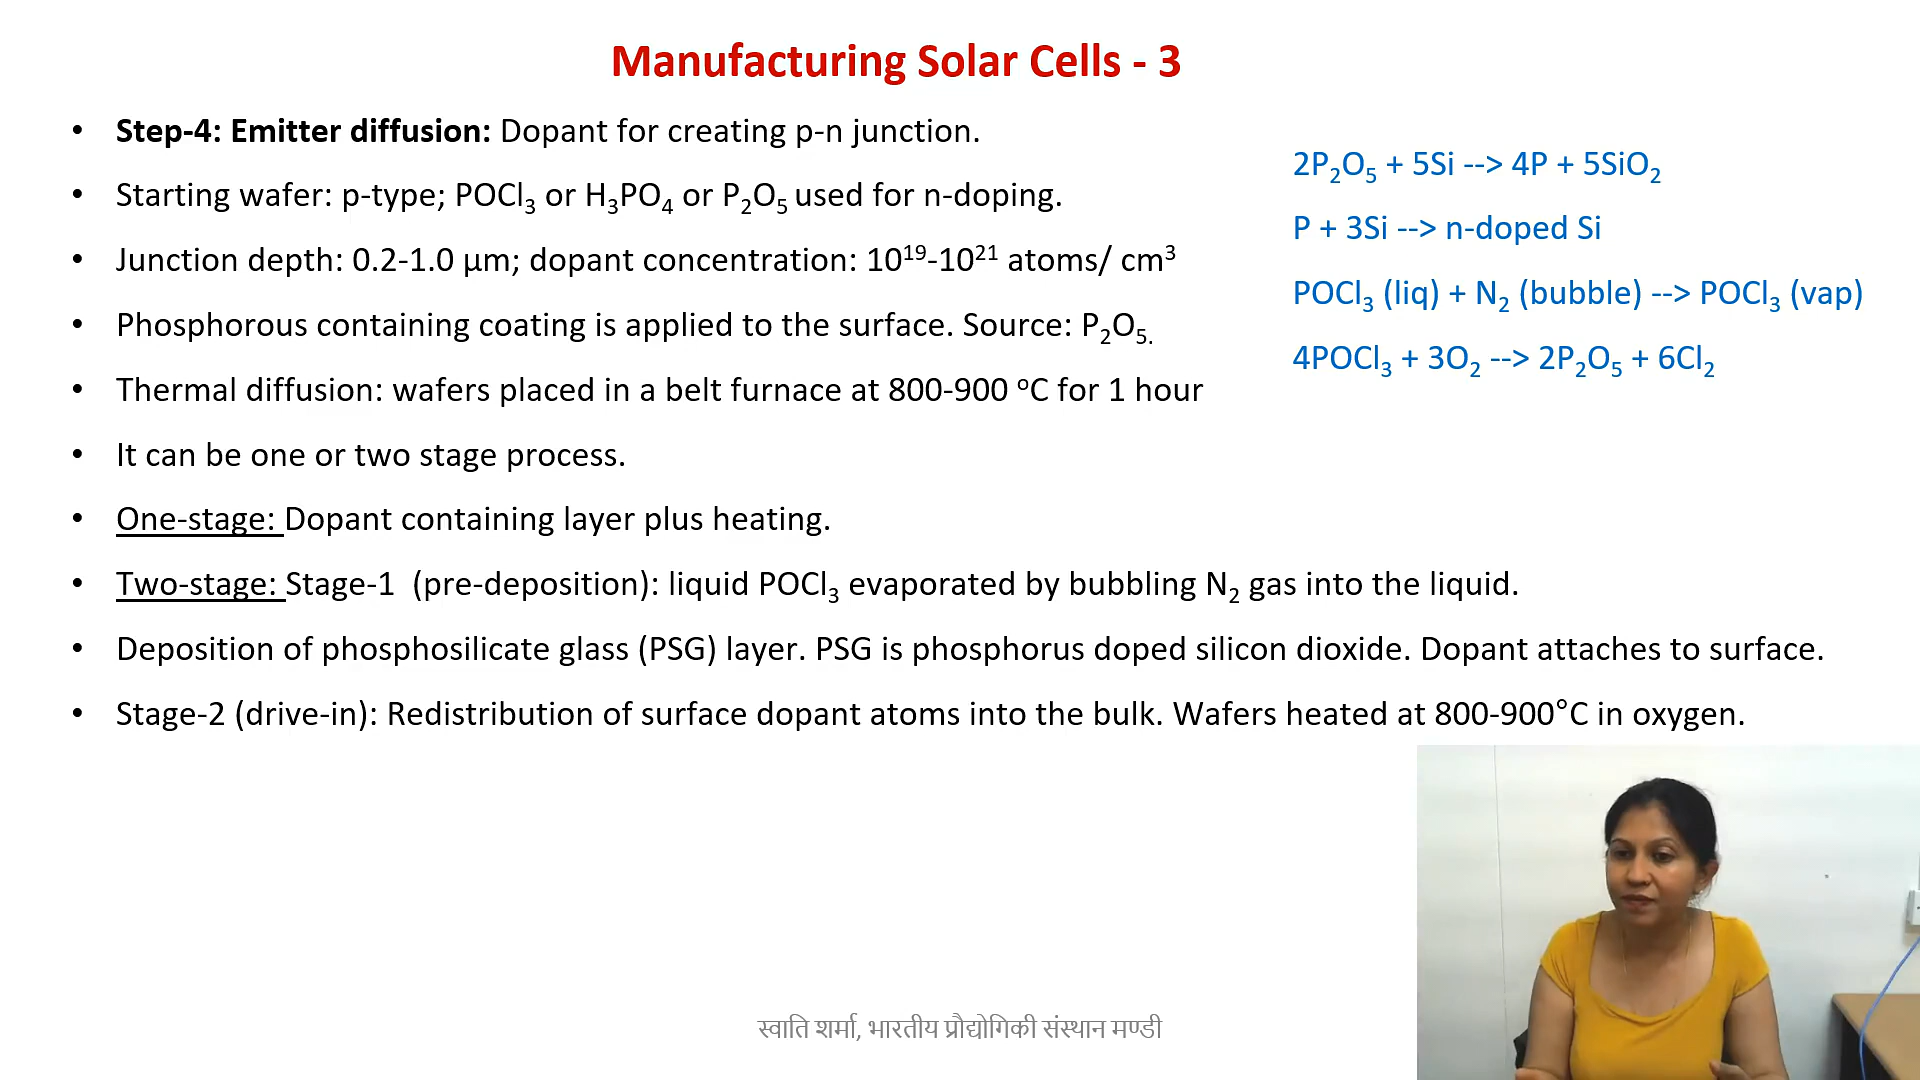 Manufacturing Solar Cells - 3
• Step-4: Emitter diffusion: Dopant for creating p-n junction.
• Starting wafer: p-type; POCl₃ or H₃PO₄ or P₂O₅ used for n-doping.
• Junction depth: 0.2-1.0 µm; dopant concentration: 10¹⁹-10²¹ atoms/ cm³
• Phosphorous containing coating is applied to the surface. Source: P₂O₅.
• Thermal diffusion: wafers placed in a belt furnace at 800-900 ᵒC for 1 hour
• It can be one or two stage process.
• One-stage: Dopant containing layer plus heating.
• Two-stage: Stage-1 (pre-deposition): liquid POCl₃ evaporated by bubbling N₂ gas into the liquid.
• Deposition of phosphosilicate glass (PSG) layer. PSG is phosphorus doped silicon dioxide. Dopant attaches to surface.
• Stage-2 (drive-in): Redistribution of surface dopant atoms into the bulk. Wafers heated at 800-900°C in oxygen.
2P₂O₅ + 5Si --> 4P + 5SiO₂
P + 3Si --> n-doped Si
POCl₃ (liq) + N₂ (bubble) --> POCl₃ (vap)
4POCl₃ + 3O₂ --> 2P₂O₅ + 6Cl₂
स्वाति शर्मा, भारतीय प्रौद्योगिकी संस्थान मण्डी